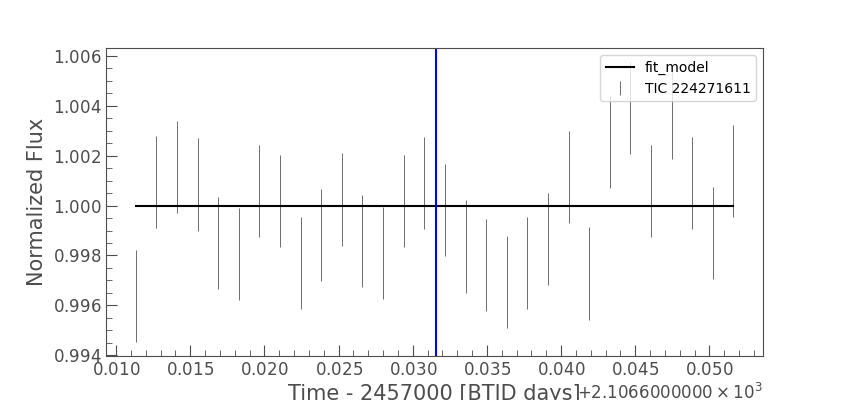 1.006
1.004
1.002
1.000
0.998
0.996
0.994
Normalized Flux
fit_model
TIC 224271611
0.010 0.015 0.020 0.025 0.030 0.035 0.040 0.045 0.050
Time - 2457000 [BTJD days]
+2.1066000000 × 10³